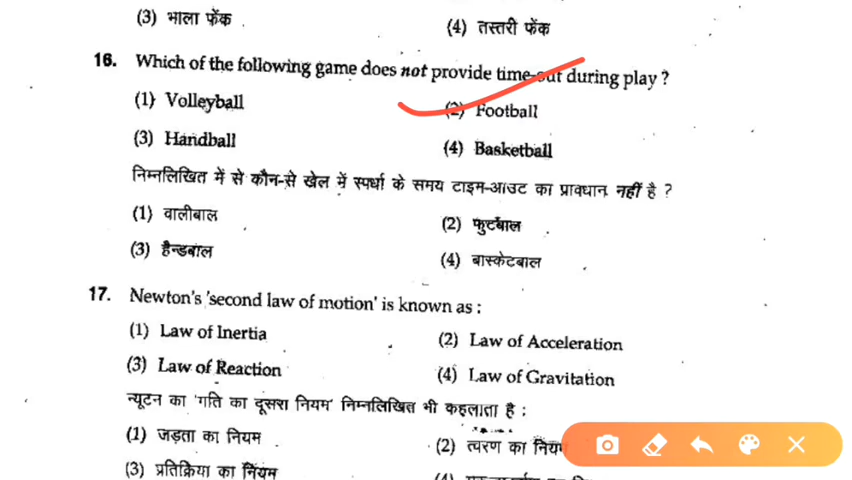 (3) भाला फेंक
(4) तस्तरी फेंक
16. Which of the following game does not provide time-out during play ?
(1) Volleyball
(2) Football
(3) Handball
(4) Basketball
निम्नलिखित में से कौन-से खेल में स्पर्धा के समय टाइम-आउट का प्रावधान नहीं है ?
(1) वालीबाल
(2) फुटबाल
(3) हैन्डबाल
(4) बास्केटबाल
17. Newton's 'second law of motion' is known as :
(1) Law of Inertia
(2) Law of Acceleration
(3) Law of Reaction
(4) Law of Gravitation
न्यूटन का 'गति का दूसरा नियम' निम्नलिखित भी कहलाता है :
(1) जड़ता का नियम
(2) त्वरण का नियम
(3) प्रतिक्रिया का नियम